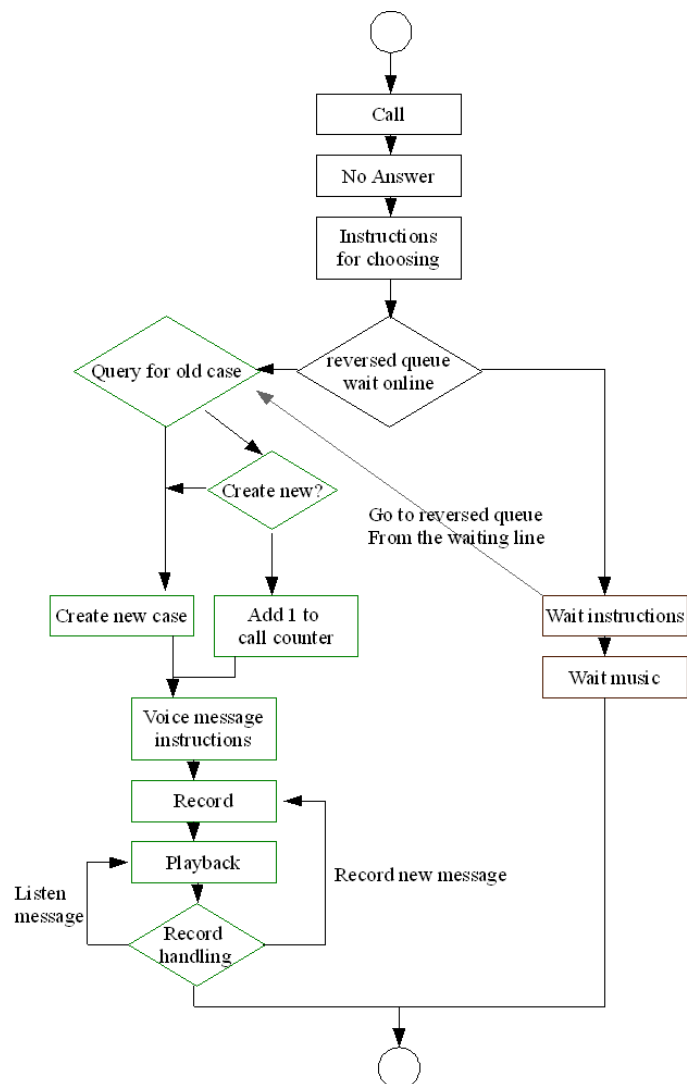 Call
No Answer
Instructions
for choosing
reversed queue
wait online
Query for old case
Create new?
Go to reversed queue
From the waiting line
Create new case
Add 1 to
call counter
Wait instructions
Wait music
Voice message
instructions
Record
Playback
Listen
message
Record new message
Record
handling